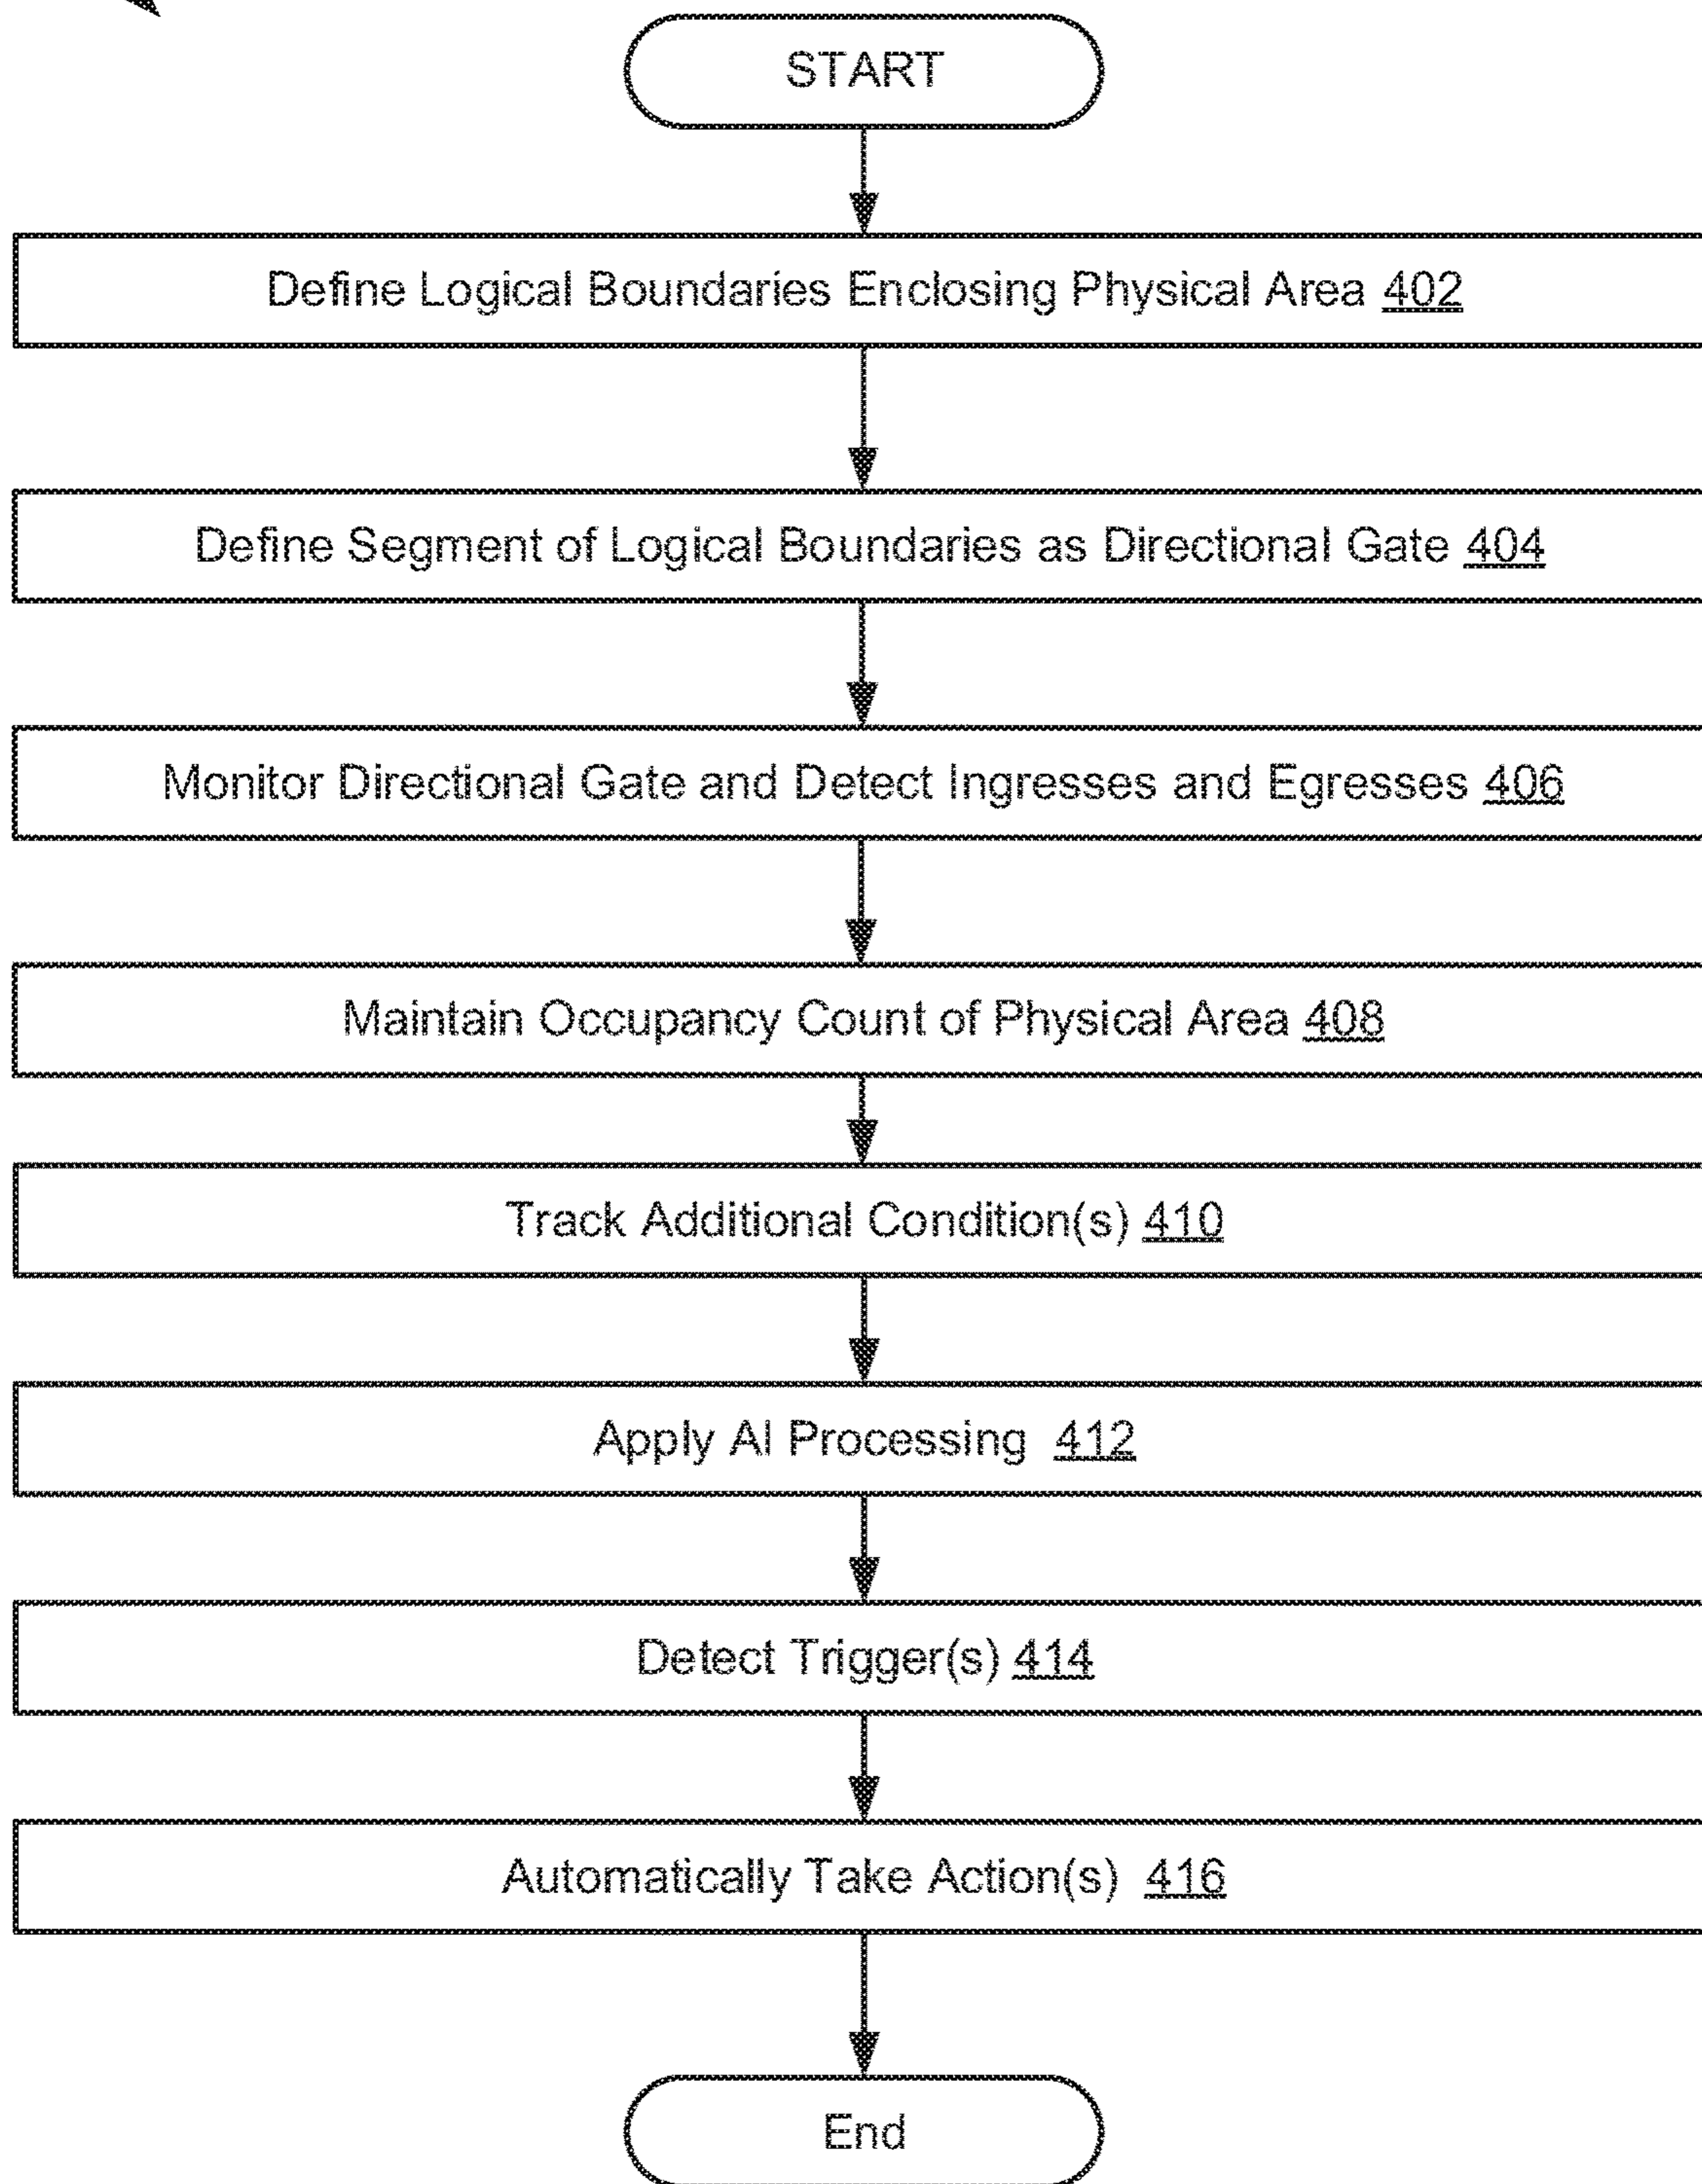 START
Define Logical Boundaries Enclosing Physical Area 402
Define Segment of Logical Boundaries as Directional Gate 404
Monitor Directional Gate and Detect Ingresses and Egresses 406
Maintain Occupancy Count of Physical Area 408
Track Additional Condition(s) 410
Apply AI Processing 412
Detect Trigger(s) 414
Automatically Take Action(s) 416
End